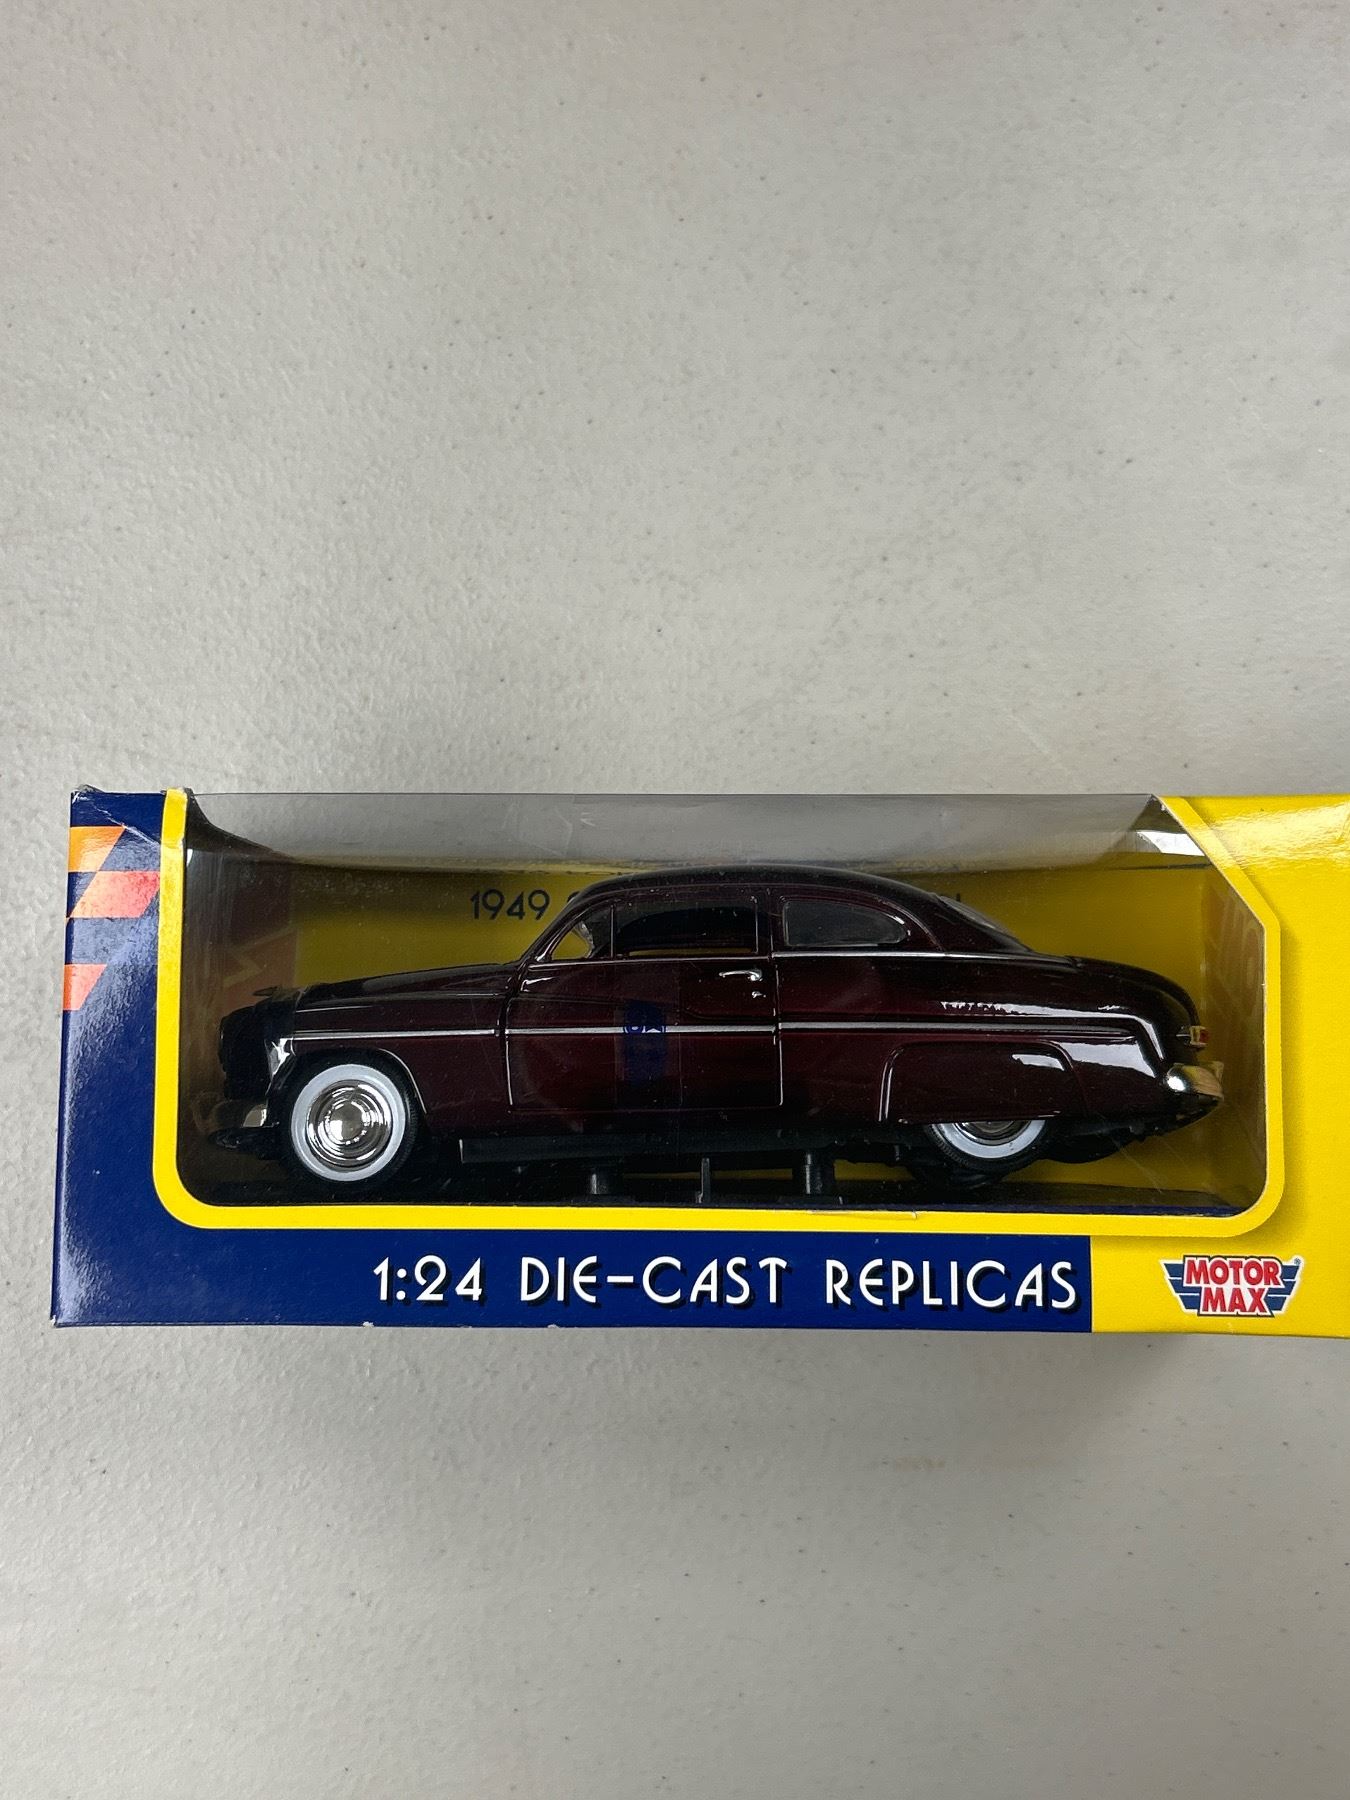 1949
1:24 DIE-CAST REPLICAS
MOTOR
MAX
®